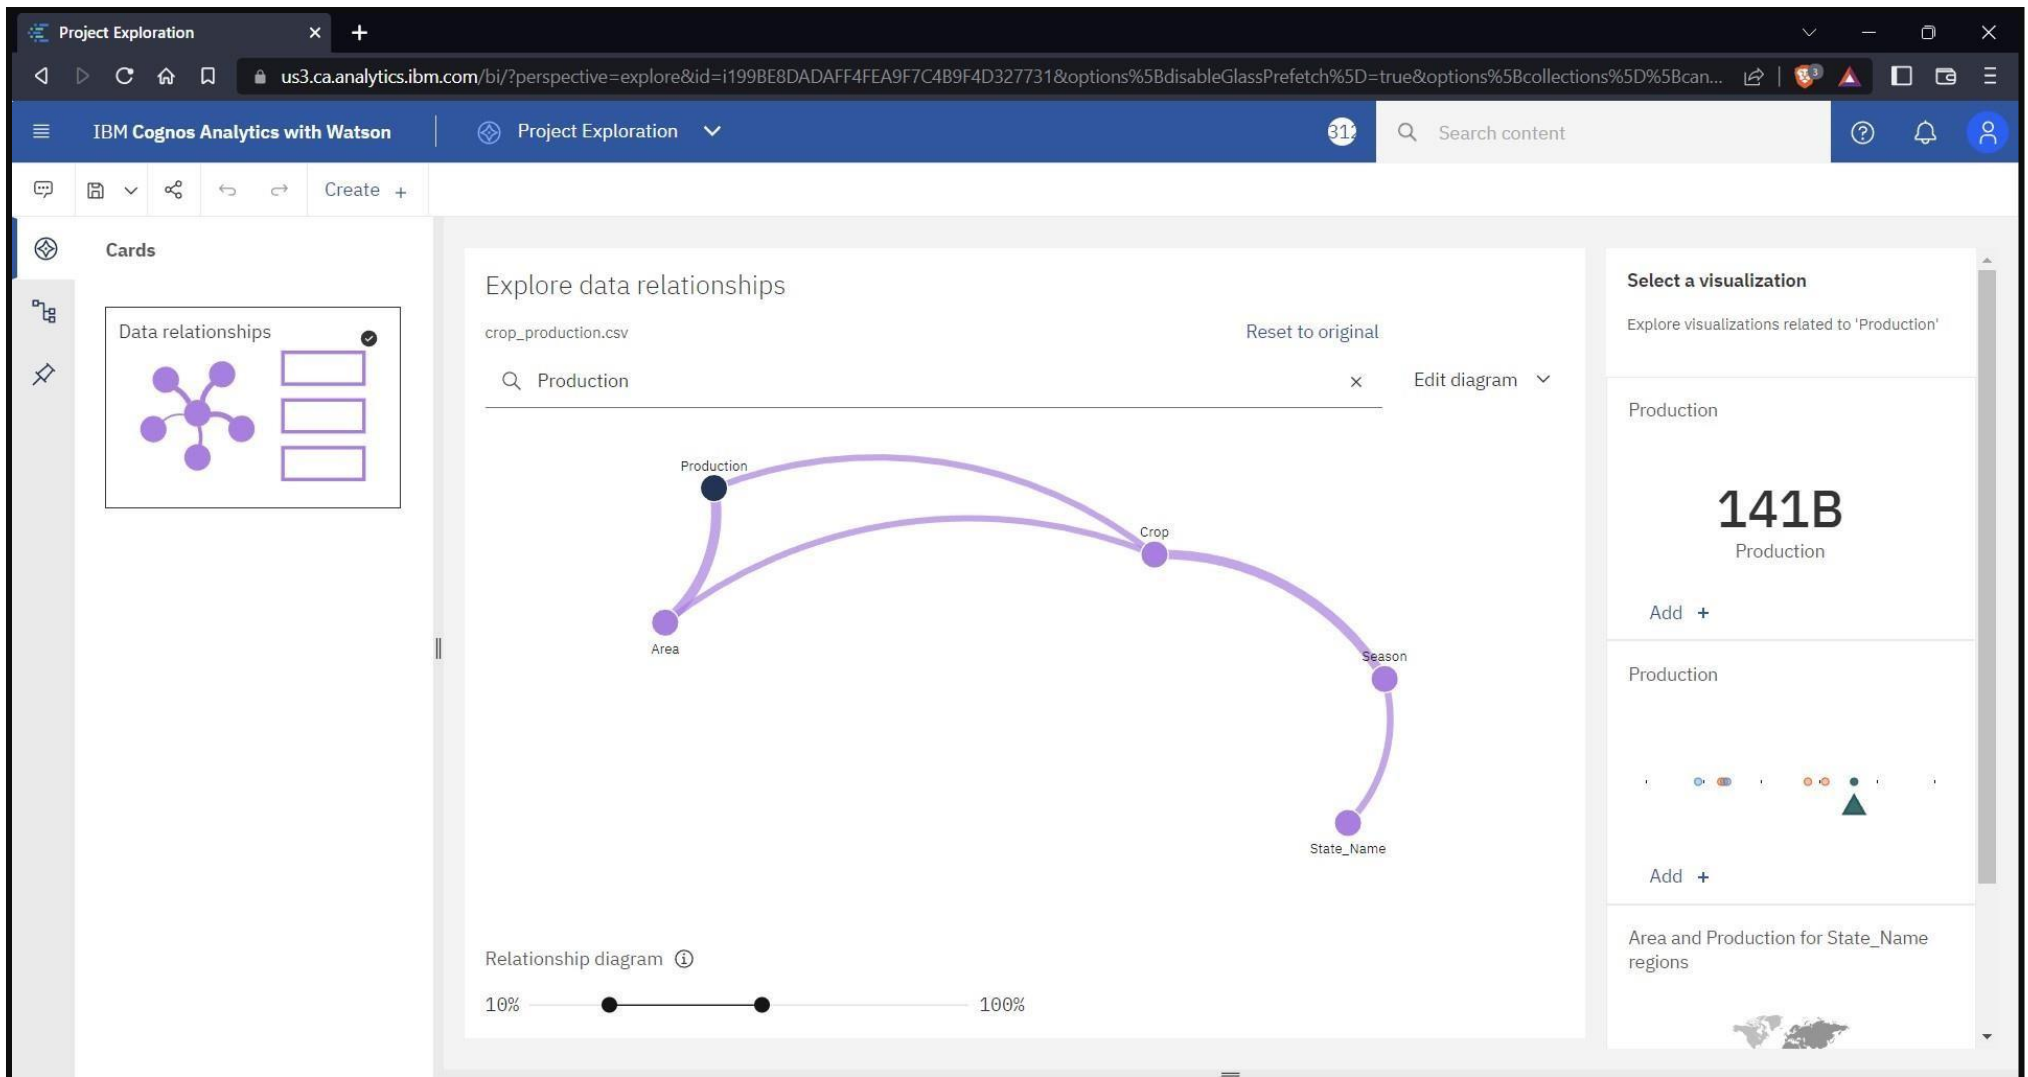 Project Exploration
us3.ca.analytics.ibm.com/bi/?perspective=explore&id=i199BE8DADAFF4FEA9F7C4B9F4D327731&options%5BdisableGlassPrefetch%5D=true&options%5Bcollections%5D%5Bcan...
3
IBM Cognos Analytics with Watson
Project Exploration
312
Search content
Create +
Cards
Data relationships
Explore data relationships
crop_production.csv
Reset to original
Production
Edit diagram
Production
Crop
Area
Season
State_Name
Relationship diagram
10%
100%
Select a visualization
Explore visualizations related to 'Production'
Production
141B
Production
Add +
Production
Add +
Area and Production for State_Name
regions